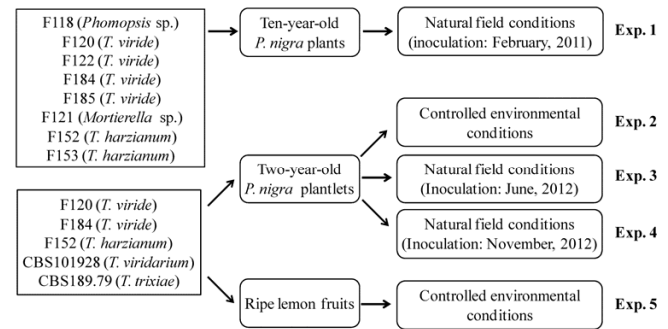 F118 (Phomopsis sp.)
F120 (T. viride)
F122 (T. viride)
F184 (T. viride)
F185 (T. viride)
F121 (Mortierella sp.)
F152 (T. harzianum)
F153 (T. harzianum)
Ten-year-old
P. nigra plants
Natural field conditions
(inoculation: February, 2011)
Exp. 1
F120 (T. viride)
F184 (T. viride)
F152 (T. harzianum)
CBS101928 (T. viridarium)
CBS189.79 (T. trixiae)
Two-year-old
P. nigra plantlets
Controlled environmental
conditions
Exp. 2
Natural field conditions
(Inoculation: June, 2012)
Exp. 3
Natural field conditions
(Inoculation: November, 2012)
Exp. 4
Ripe lemon fruits
Controlled environmental
conditions
Exp. 5